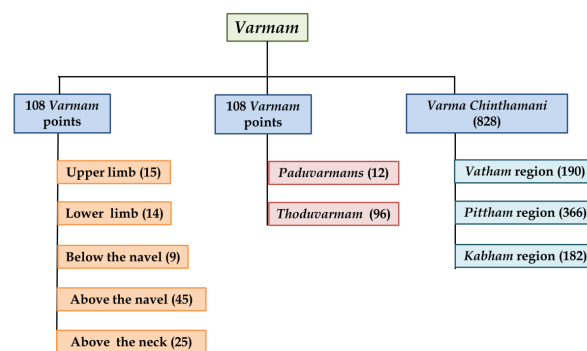 Varmam
108 Varmam
points
108 Varmam
points
Varma Chinthamani
(828)
Upper limb (15)
Lower limb (14)
Below the navel (9)
Above the navel (45)
Above the neck (25)
Paduvarmams (12)
Thoduvarmam (96)
Vatham region (190)
Pittham region (366)
Kabham region (182)